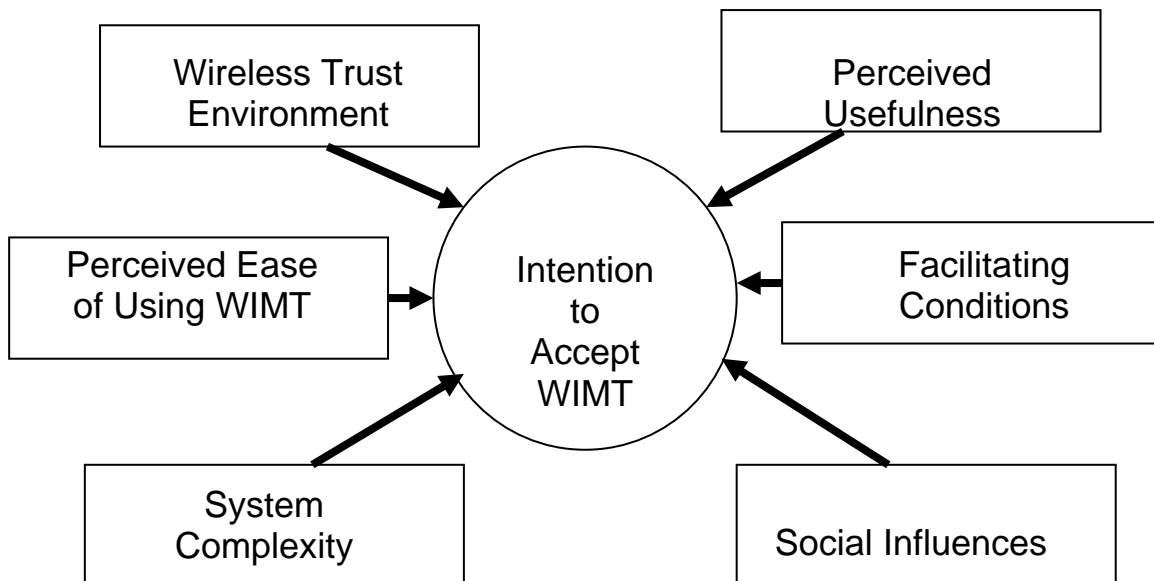 Wireless Trust
Environment
Perceived
Usefulness
Perceived Ease
of Using WIMT
Intention
to
Accept
WIMT
Facilitating
Conditions
System
Complexity
Social Influences